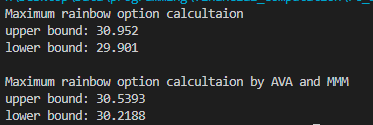 Maximum rainbow option calcultaion
upper bound: 30.952
lower bound: 29.901
Maximum rainbow option calcultaion by AVA and MMM
upper bound: 30.5393
lower bound: 30.2188